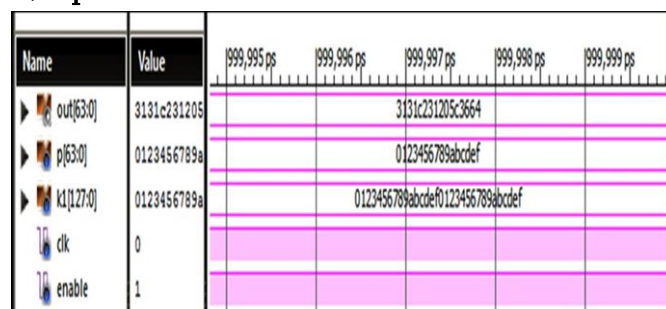 Name Value 999,995 ps 999,996 ps 999,997 ps 999,998 ps 999,999 ps
out[63:0] 3131c231205 3131c231205c3664
p[63:0] 0123456789a 0123456789abcdef
k1[127:0] 0123456789a 0123456789abcdef0123456789abcdef
clk 0
enable 1